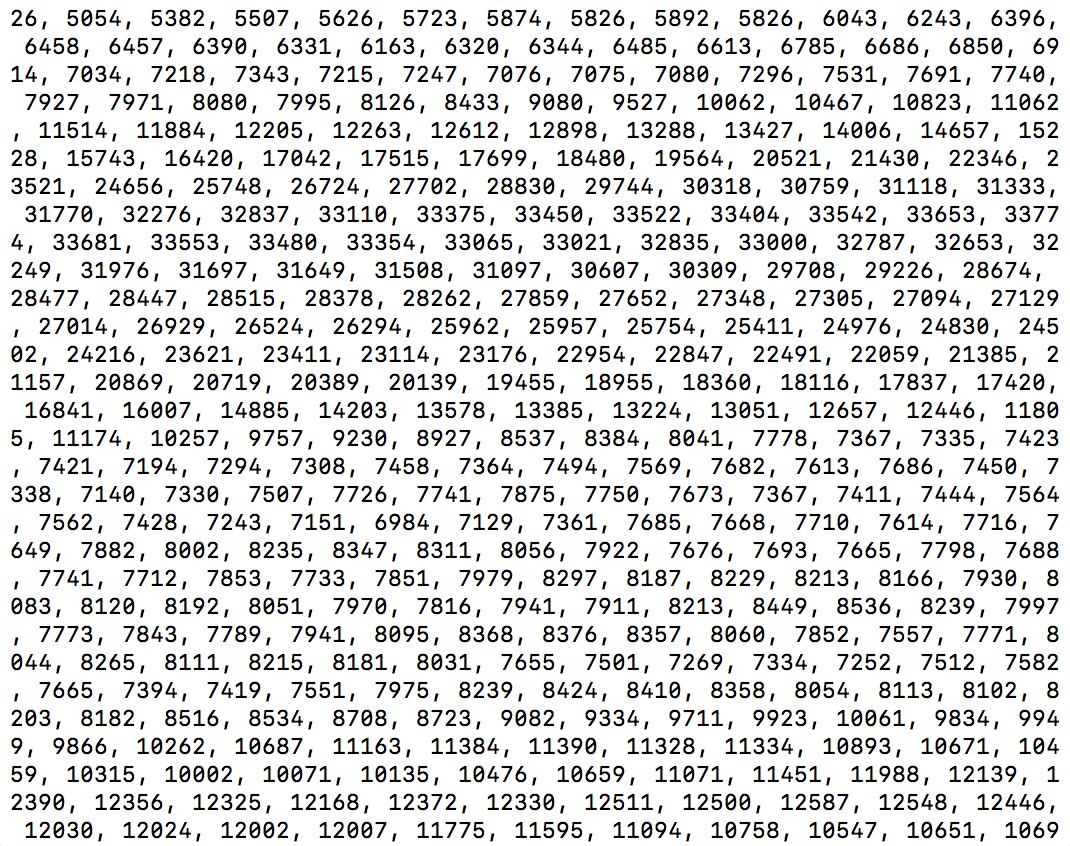 26, 5054, 5382, 5507, 5626, 5723, 5874, 5826, 5892, 5826, 6043, 6243, 6396,
6458, 6457, 6390, 6331, 6163, 6320, 6344, 6485, 6613, 6785, 6686, 6850, 69
14, 7034, 7218, 7343, 7215, 7247, 7076, 7075, 7080, 7296, 7531, 7691, 7740,
7927, 7971, 8080, 7995, 8126, 8433, 9080, 9527, 10062, 10467, 10823, 11062
, 11514, 11884, 12205, 12263, 12612, 12898, 13288, 13427, 14006, 14657, 152
28, 15743, 16420, 17042, 17515, 17699, 18480, 19564, 20521, 21430, 22346, 2
3521, 24656, 25748, 26724, 27702, 28830, 29744, 30318, 30759, 31118, 31333,
31770, 32276, 32837, 33110, 33375, 33450, 33522, 33404, 33542, 33653, 3377
4, 33681, 33553, 33480, 33354, 33065, 33021, 32835, 33000, 32787, 32653, 32
249, 31976, 31697, 31649, 31508, 31097, 30607, 30309, 29708, 29226, 28674,
28477, 28447, 28515, 28378, 28262, 27859, 27652, 27348, 27305, 27094, 27129
, 27014, 26929, 26524, 26294, 25962, 25957, 25754, 25411, 24976, 24830, 245
02, 24216, 23621, 23411, 23114, 23176, 22954, 22847, 22491, 22059, 21385, 2
1157, 20869, 20719, 20389, 20139, 19455, 18955, 18360, 18116, 17837, 17420,
16841, 16007, 14885, 14203, 13578, 13385, 13224, 13051, 12657, 12446, 1180
5, 11174, 10257, 9757, 9230, 8927, 8537, 8384, 8041, 7778, 7367, 7335, 7423
, 7421, 7194, 7294, 7308, 7458, 7364, 7494, 7569, 7682, 7613, 7686, 7450, 7
338, 7140, 7330, 7507, 7726, 7741, 7875, 7750, 7673, 7367, 7411, 7444, 7564
, 7562, 7428, 7243, 7151, 6984, 7129, 7361, 7685, 7668, 7710, 7614, 7716, 7
649, 7882, 8002, 8235, 8347, 8311, 8056, 7922, 7676, 7693, 7665, 7798, 7688
, 7741, 7712, 7853, 7733, 7851, 7979, 8297, 8187, 8229, 8213, 8166, 7930, 8
083, 8120, 8192, 8051, 7970, 7816, 7941, 7911, 8213, 8449, 8536, 8239, 7997
, 7773, 7843, 7789, 7941, 8095, 8368, 8376, 8357, 8060, 7852, 7557, 7771, 8
044, 8265, 8111, 8215, 8181, 8031, 7655, 7501, 7269, 7334, 7252, 7512, 7582
, 7665, 7394, 7419, 7551, 7975, 8239, 8424, 8410, 8358, 8054, 8113, 8102, 8
203, 8182, 8516, 8534, 8708, 8723, 9082, 9334, 9711, 9923, 10061, 9834, 994
9, 9866, 10262, 10687, 11163, 11384, 11390, 11328, 11334, 10893, 10671, 104
59, 10315, 10002, 10071, 10135, 10476, 10659, 11071, 11451, 11988, 12139, 1
2390, 12356, 12325, 12168, 12372, 12330, 12511, 12500, 12587, 12548, 12446,
12030, 12024, 12002, 12007, 11775, 11595, 11094, 10758, 10547, 10651, 1069